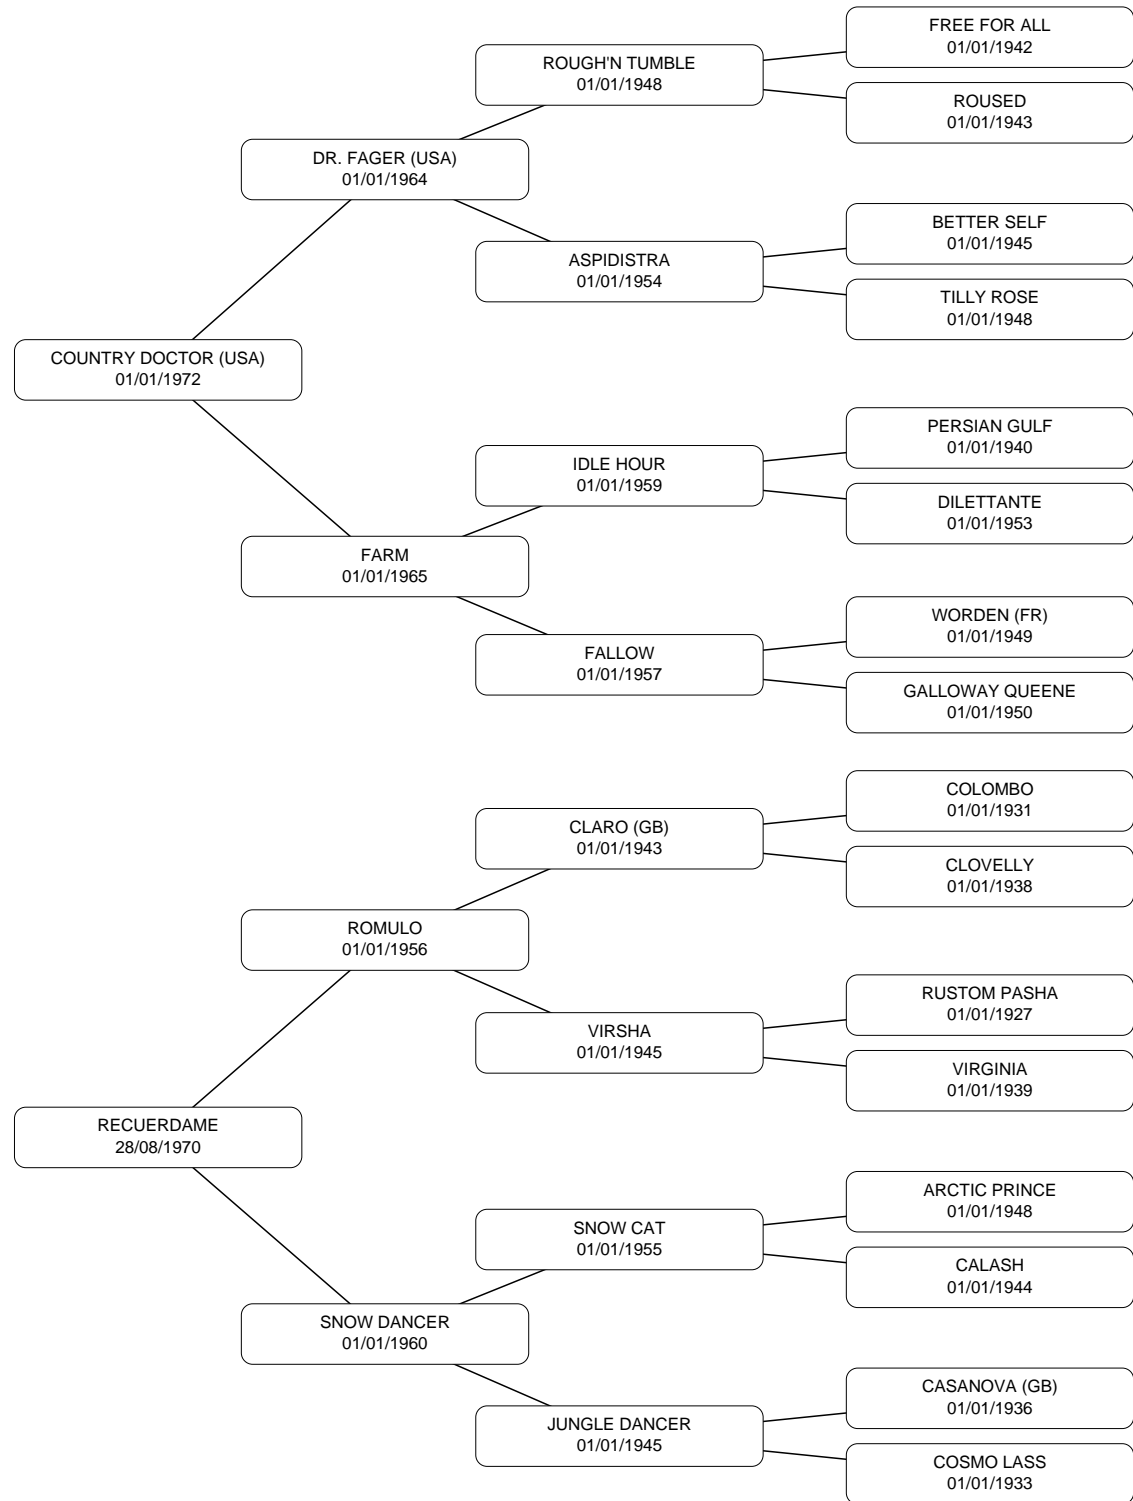 FREE FOR ALL
01/01/1942
ROUGH'N TUMBLE
01/01/1948
ROUSED
01/01/1943
DR. FAGER (USA)
01/01/1964
BETTER SELF
01/01/1945
ASPIDISTRA
01/01/1954
TILLY ROSE
01/01/1948
COUNTRY DOCTOR (USA)
01/01/1972
PERSIAN GULF
01/01/1940
IDLE HOUR
01/01/1959
DILETTANTE
01/01/1953
FARM
01/01/1965
WORDEN (FR)
01/01/1949
FALLOW
01/01/1957
GALLOWAY QUEENE
01/01/1950
COLOMBO
01/01/1931
CLARO (GB)
01/01/1943
CLOVELLY
01/01/1938
ROMULO
01/01/1956
RUSTOM PASHA
01/01/1927
VIRSHA
01/01/1945
VIRGINIA
01/01/1939
RECUERDAME
28/08/1970
ARCTIC PRINCE
01/01/1948
SNOW CAT
01/01/1955
CALASH
01/01/1944
SNOW DANCER
01/01/1960
CASANOVA (GB)
01/01/1936
JUNGLE DANCER
01/01/1945
COSMO LASS
01/01/1933